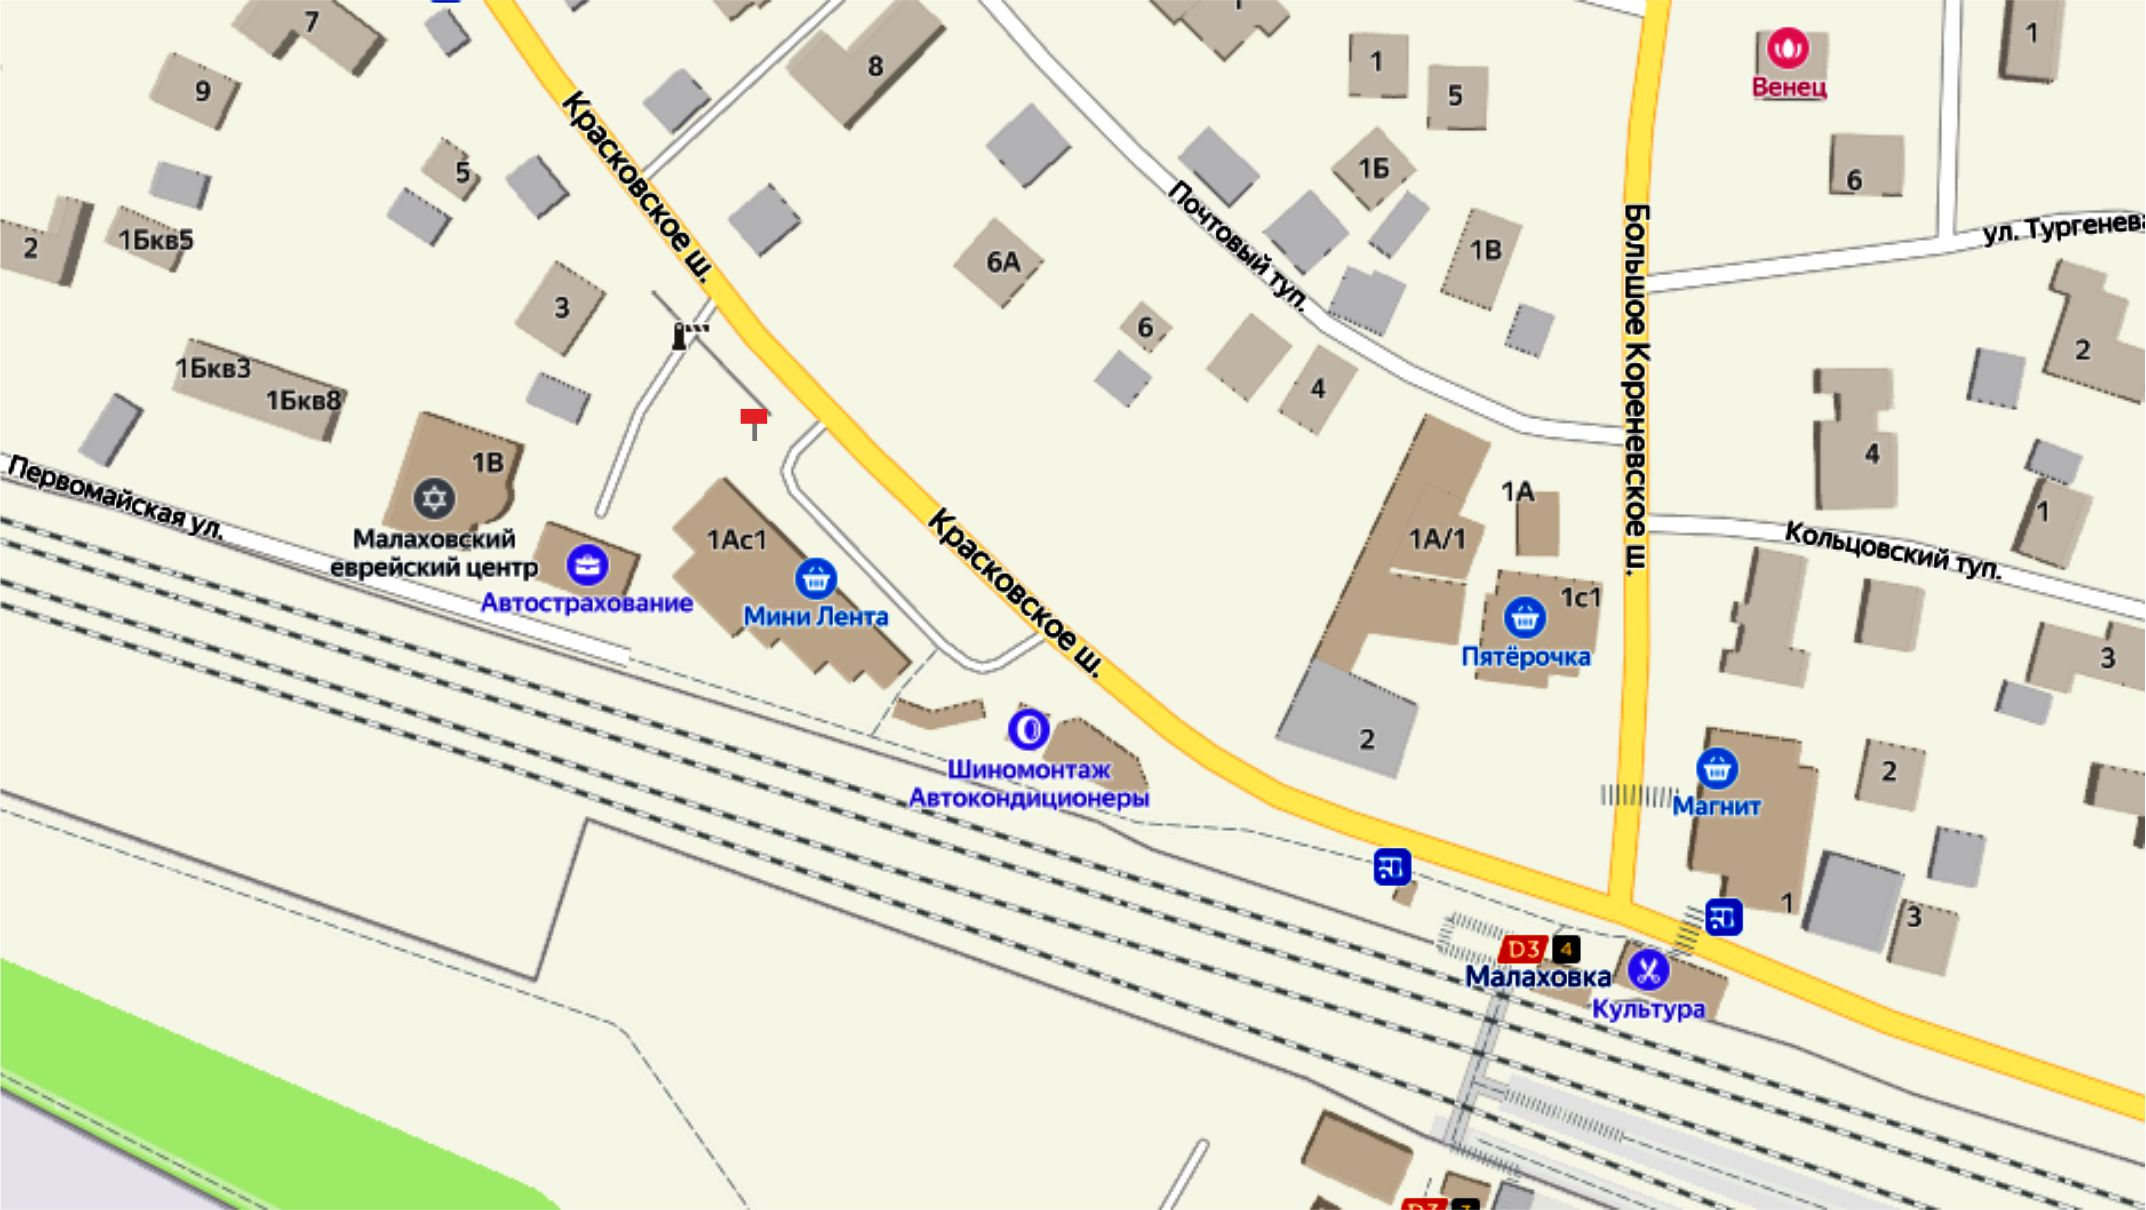 7
1
1
1
9
8
5
Венец
5
1Б
6
2
1Бкв5
Красковское ш.
6А
Почтовый туп.
1В
Большое Кореневское ш.
ул. Тургенева
3
6
2
1Бкв3
1Бкв8
4
1В
4
Первомайская ул.
Малаховский
еврейский центр
Автострахование
1Ас1
Мини Лента
Красковское ш.
1А
1А/1
1с1
Пятёрочка
1
Кольцовский туп.
3
2
Шиномонтаж
Автокондиционеры
Магнит
2
1
3
D3
4
Малаховка
Культура
D3